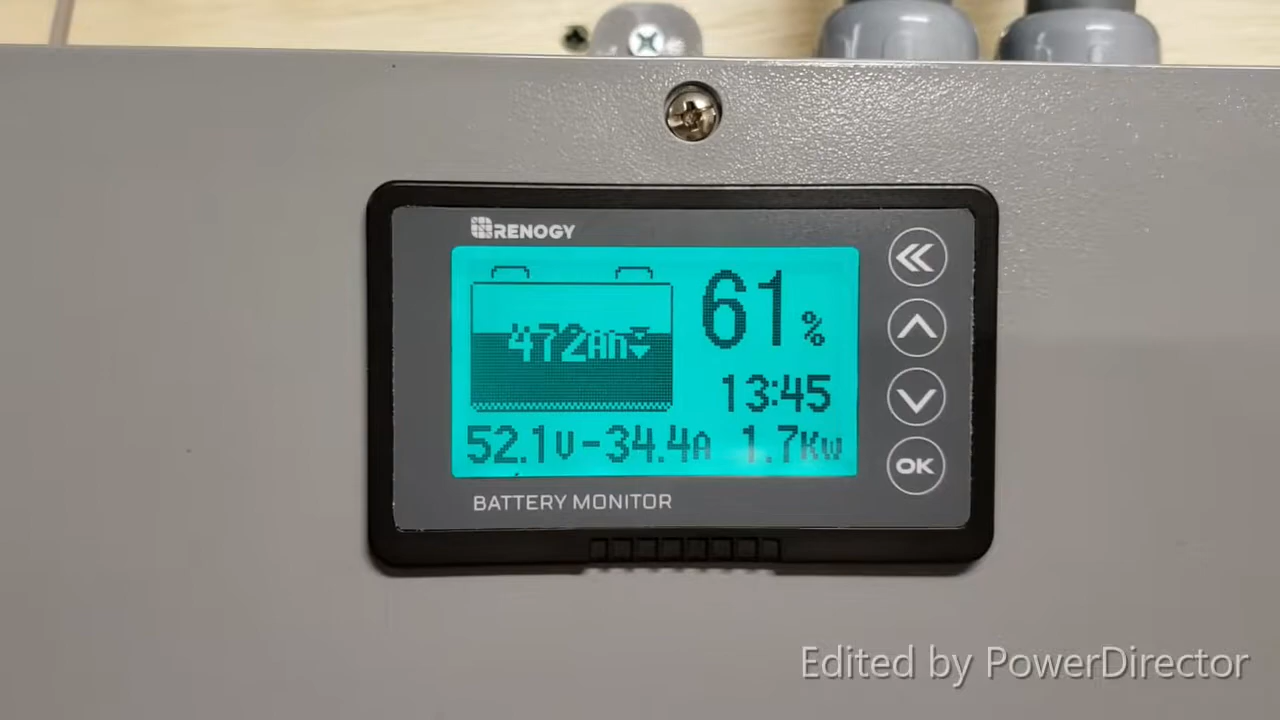 RENOGY
472Ah
61%
13:45
52.1V-34.4A 1.7Kw
OK
BATTERY MONITOR
Edited by PowerDirector